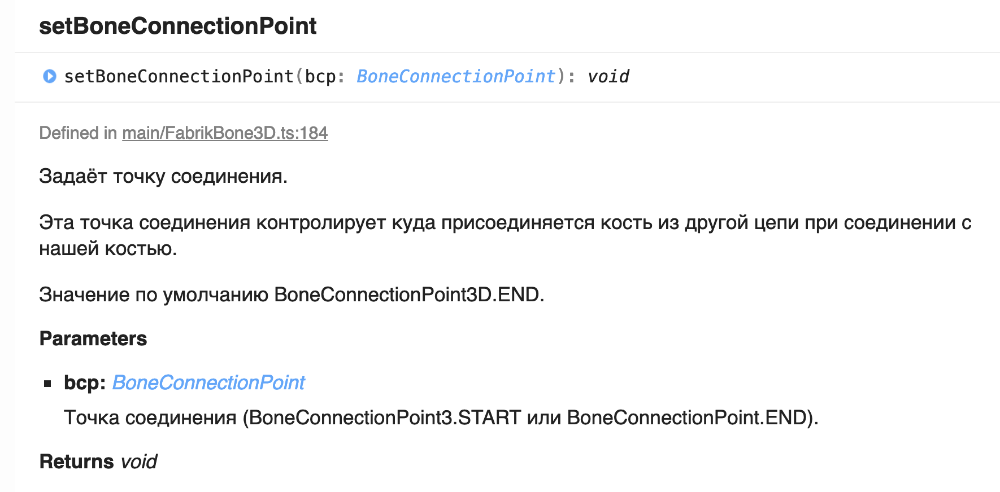 setBoneConnectionPoint
setBoneConnectionPoint(bcp: BoneConnectionPoint): void
Defined in main/FabrikBone3D.ts:184
Задаёт точку соединения.
Эта точка соединения контролирует куда присоединяется кость из другой цепи при соединении с
нашей костью.
Значение по умолчанию BoneConnectionPoint3D.END.
Parameters
bcp: BoneConnectionPoint
Точка соединения (BoneConnectionPoint3.START или BoneConnectionPoint.END).
Returns void